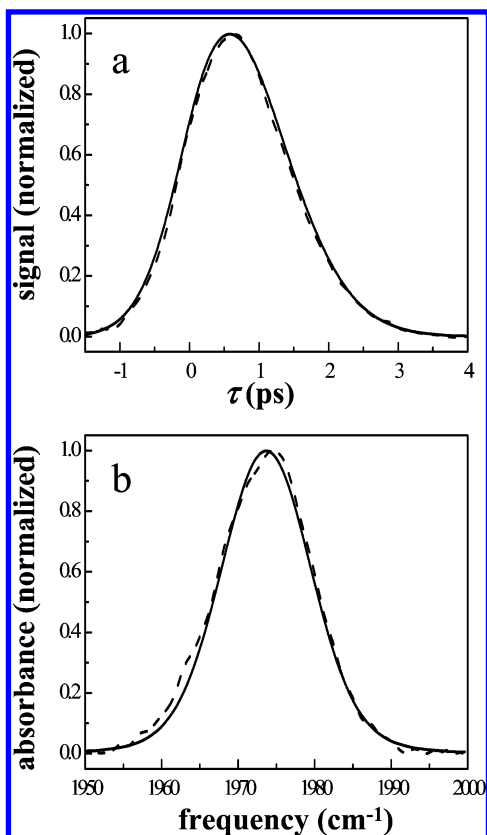 a
signal (normalized)
1.0
0.8
0.6
0.4
0.2
0.0
-1 0 1 2 3 4
τ (ps)
b
absorbance (normalized)
1.0
0.8
0.6
0.4
0.2
0.0
1950 1960 1970 1980 1990 2000
frequency (cm-1)